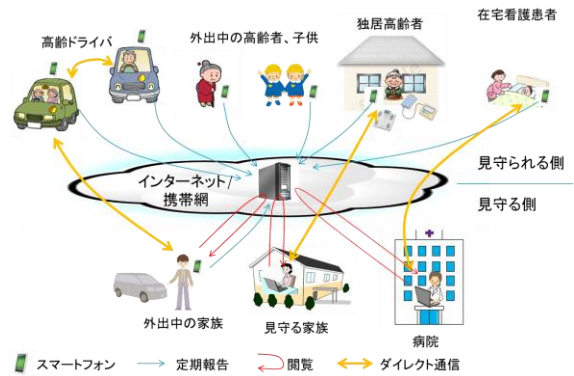 高齢ドライバ
外出中の高齢者、子供
独居高齢者
在宅看護患者
インターネット/
携帯網
見守られる側
見守る側
外出中の家族
見守る家族
病院
スマートフォン
定期報告
閲覧
ダイレクト通信